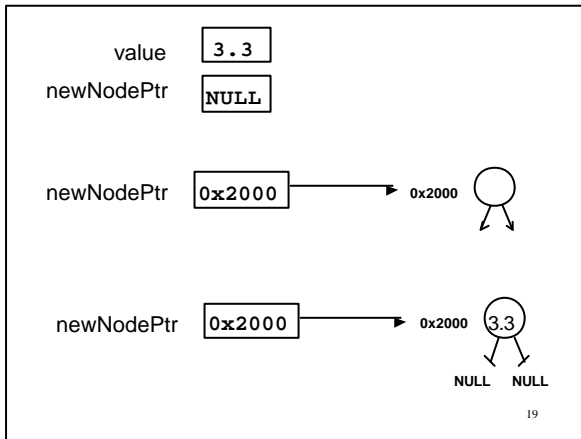 value 3.3
newNodePtr NULL
newNodePtr 0x2000 0x2000
newNodePtr 0x2000 0x2000 3.3
NULL NULL
19